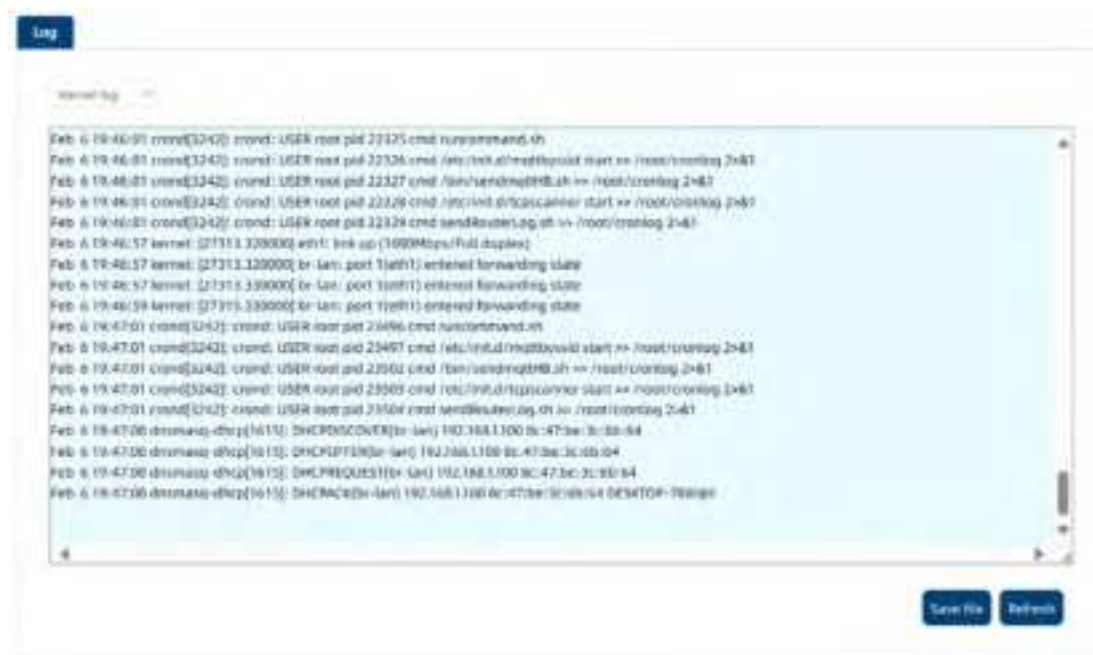 Log
Kernel log
Feb 6 19:46:01 crond[3242]: crond: USER root pid 22325 cmd runcommand.sh
Feb 6 19:46:01 crond[3242]: crond: USER root pid 22326 cmd /etc/init.d/ start >> /root/cronlog 2>&1
Feb 6 19:46:01 crond[3242]: crond: USER root pid 22327 cmd /bin/sendmqttHB.sh >> /root/cronlog 2>&1
Feb 6 19:46:01 crond[3242]: crond: USER root pid 22328 cmd /etc/init.d/tcpscanner start >> /root/cronlog 2>&1
Feb 6 19:46:01 crond[3242]: crond: USER root pid 22329 cmd sendRouterLog.sh >> /root/cronlog 2>&1
Feb 6 19:46:57 kernel: [27313.320000] eth1: link up (1000Mbps/Full duplex)
Feb 6 19:46:57 kernel: [27313.320000] br-lan: port 1(eth1) entered forwarding state
Feb 6 19:46:57 kernel: [27313.330000] br-lan: port 1(eth1) entered forwarding state
Feb 6 19:46:59 kernel: [27315.330000] br-lan: port 1(eth1) entered forwarding state
Feb 6 19:47:01 crond[3242]: crond: USER root pid 23496 cmd runcommand.sh
Feb 6 19:47:01 crond[3242]: crond: USER root pid 23497 cmd /etc/init.d/ start >> /root/cronlog 2>&1
Feb 6 19:47:01 crond[3242]: crond: USER root pid 23502 cmd /bin/sendmqttHB.sh >> /root/cronlog 2>&1
Feb 6 19:47:01 crond[3242]: crond: USER root pid 23503 cmd /etc/init.d/tcpscanner start >> /root/cronlog 2>&1
Feb 6 19:47:01 crond[3242]: crond: USER root pid 23504 cmd sendRouterLog.sh >> /root/cronlog 2>&1
Feb 6 19:47:08 dnsmasq-dhcp[1615]: DHCPDISCOVER(br-lan) 192.168.1.100
Feb 6 19:47:08 dnsmasq-dhcp[1615]: DHCPOFFER(br-lan) 192.168.1.100
Feb 6 19:47:08 dnsmasq-dhcp[1615]: DHCPREQUEST(br-lan) 192.168.1.100
Feb 6 19:47:08 dnsmasq-dhcp[1615]: DHCPACK(br-lan) 192.168.1.100
Save file
Refresh